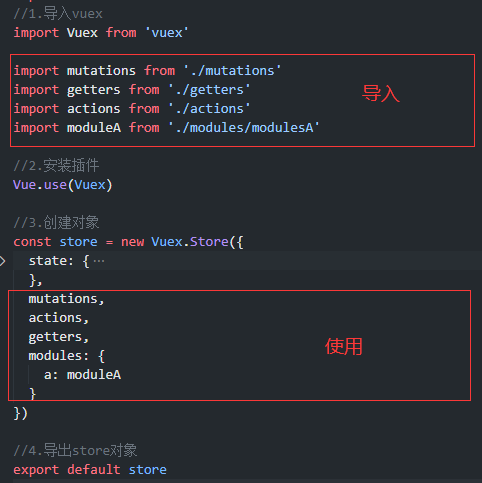 //1.导入vuex
import Vuex from 'vuex'
import mutations from './mutations'
import getters from './getters'
导入
import actions from './actions'
import moduleA from './modules/modulesA'
//2.安装插件
Vue.use(Vuex)
//3.创建对象
const store = new Vuex.Store({
state: {…
},
mutations,
actions,
getters,
使用
modules: {
a: moduleA
}
})
//4.导出store对象
export default store